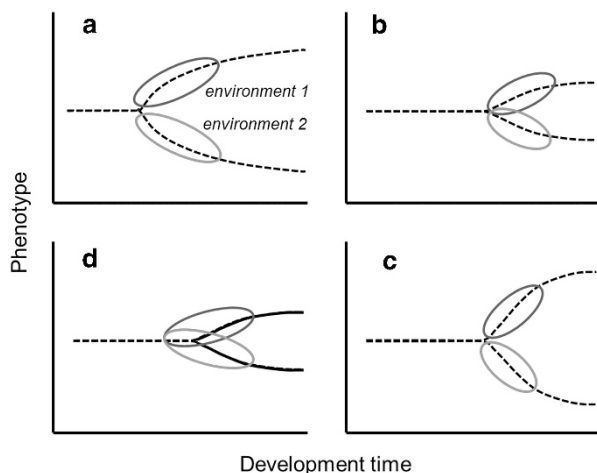 a
b
environment 1
environment 2
Phenotype
d
c
Development time